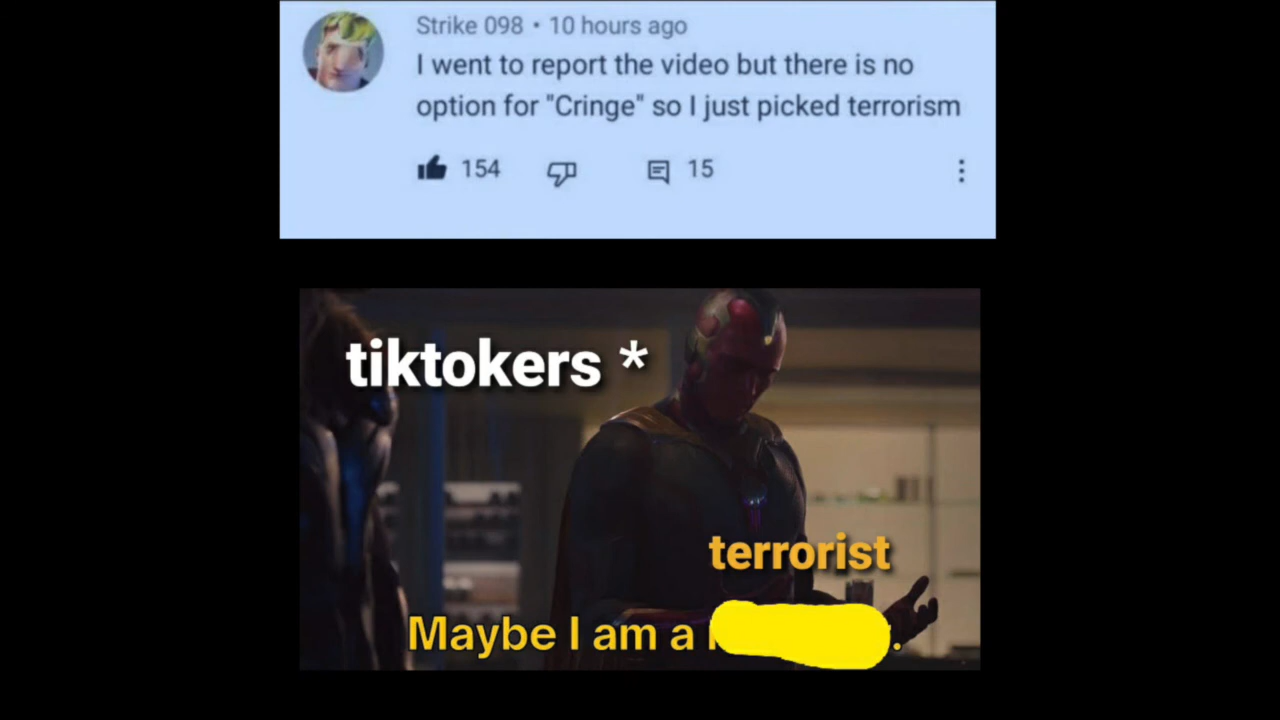 Strike 098 • 10 hours ago
I went to report the video but there is no
option for "Cringe" so I just picked terrorism
154
15
tiktokers *
terrorist
Maybe I am a